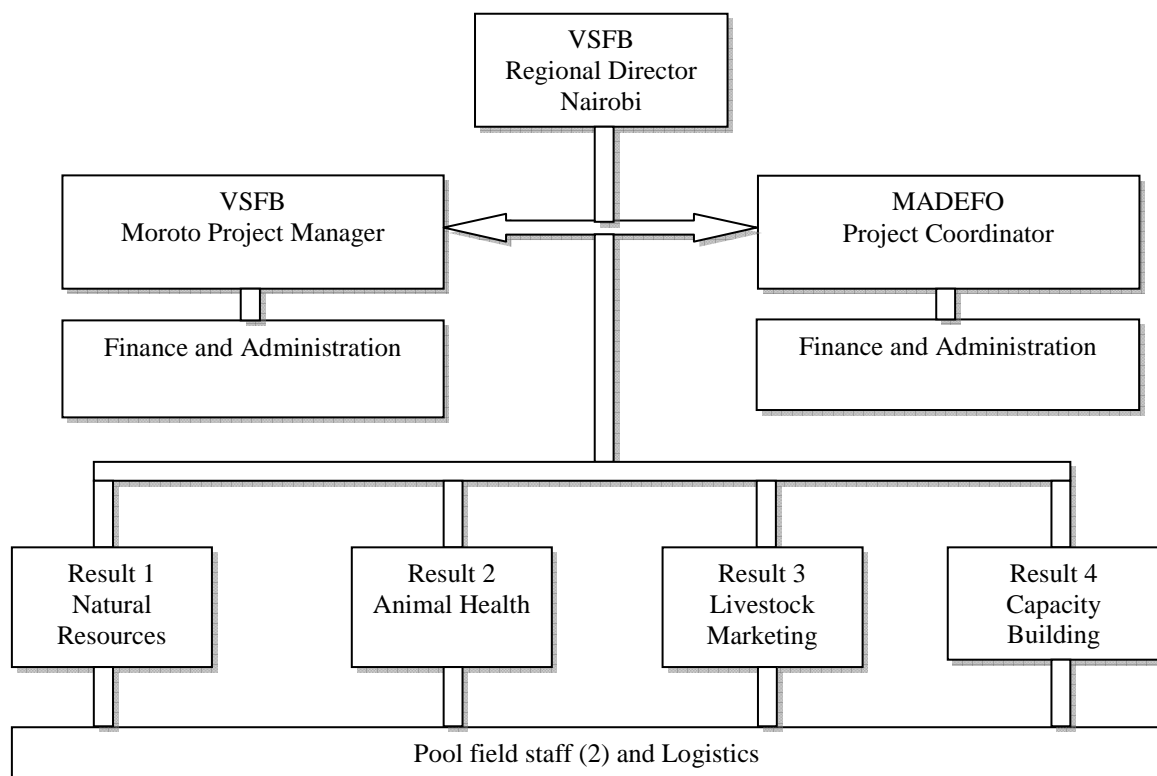 VSFB
Regional Director
Nairobi
VSFB
Moroto Project Manager
MADEFO
Project Coordinator
Finance and Administration
Finance and Administration
Result 1
Natural
Resources
Result 2
Animal Health
Result 3
Livestock
Marketing
Result 4
Capacity
Building
Pool field staff (2) and Logistics